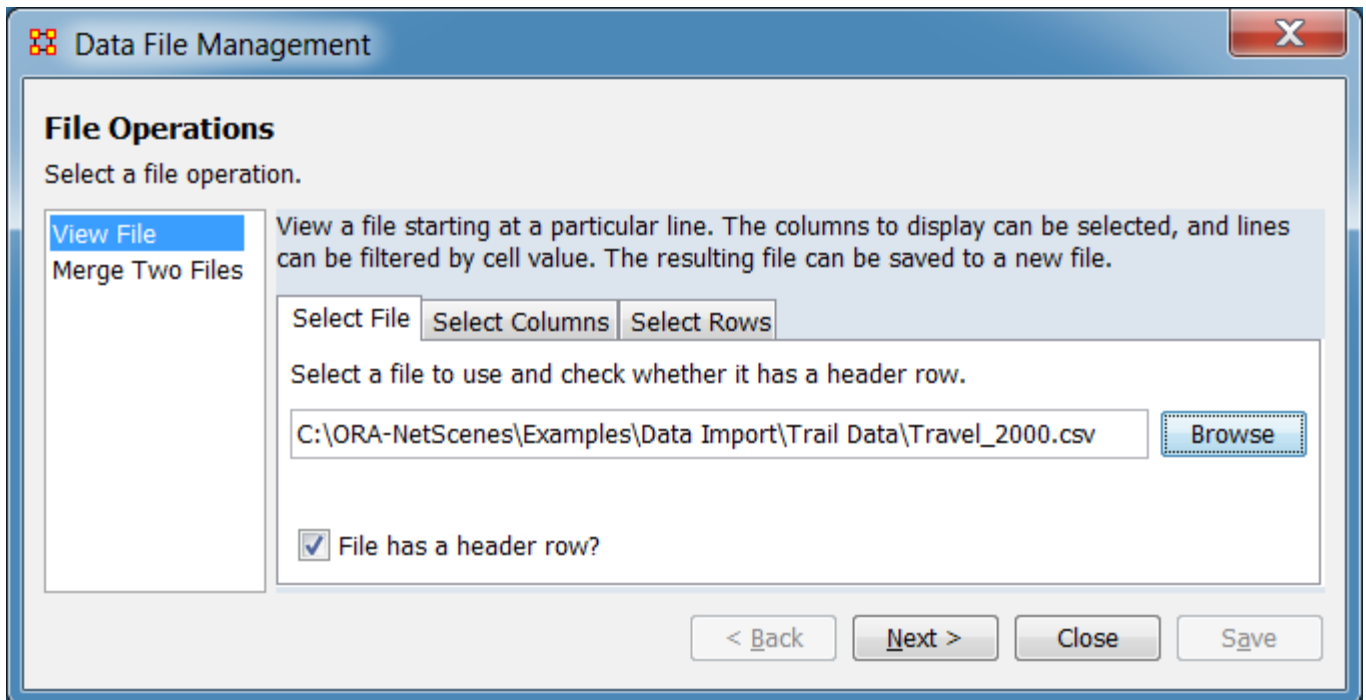 Data File Management
X
File Operations
Select a file operation.
View File
Merge Two Files
View a file starting at a particular line. The columns to display can be selected, and lines
can be filtered by cell value. The resulting file can be saved to a new file.
Select File Select Columns Select Rows
Select a file to use and check whether it has a header row.
C:\ORA-NetScenes\Examples\Data Import\Trail Data\Travel_2000.csv Browse
File has a header row?
< Back Next > Close Save